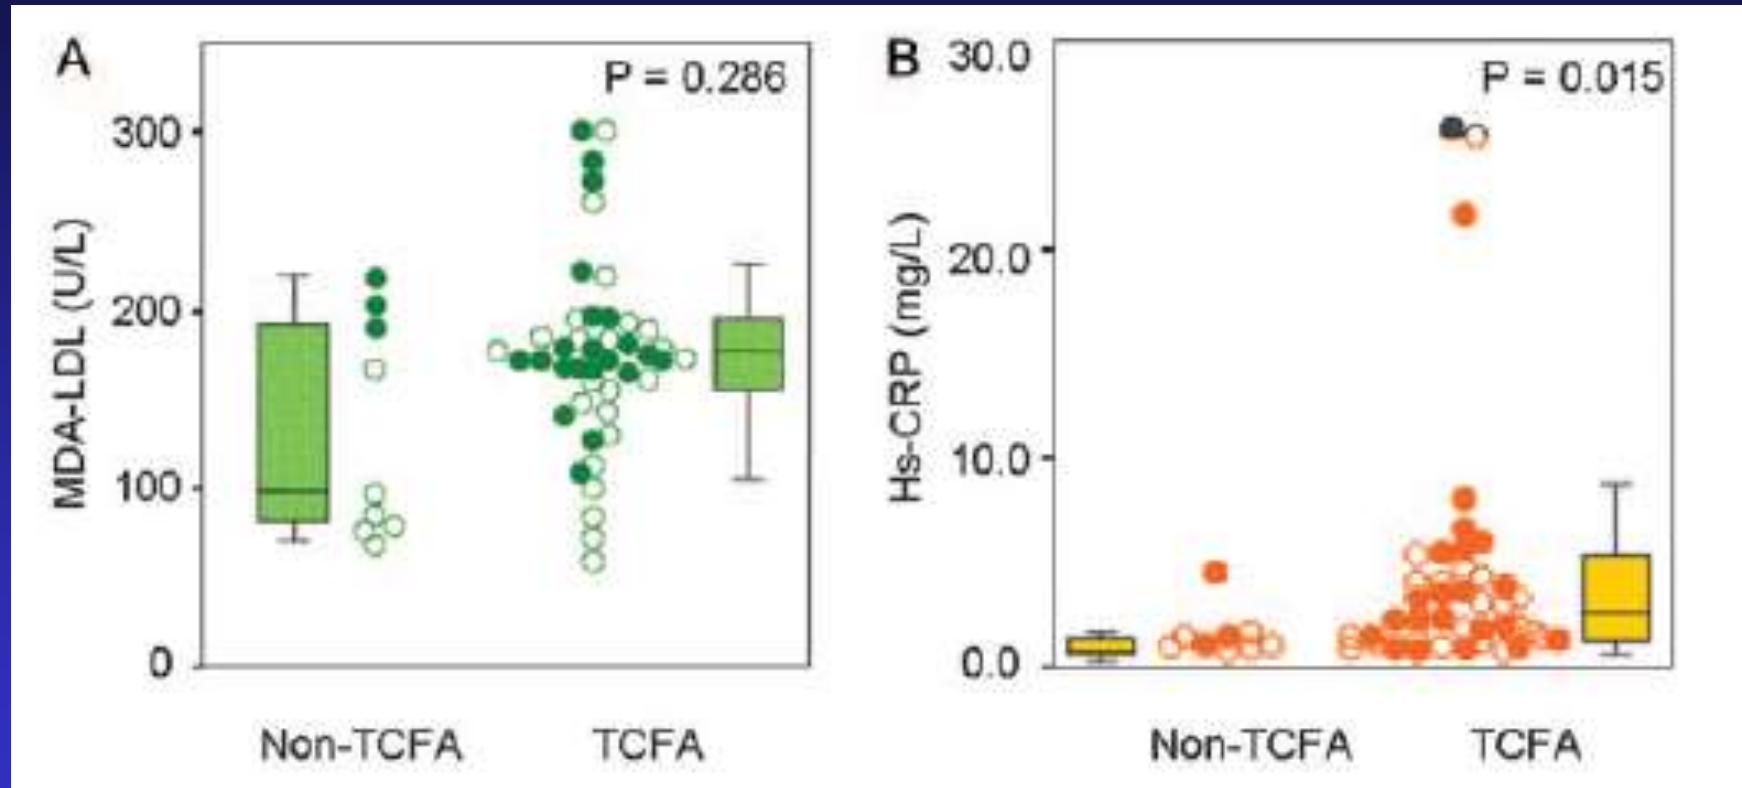 A
P = 0.286
300
200
100
0
MDA-LDL (U/L)
Non-TCFA
TCFA
B
P = 0.015
30.0
20.0
10.0
0.0
Hs-CRP (mg/L)
Non-TCFA
TCFA